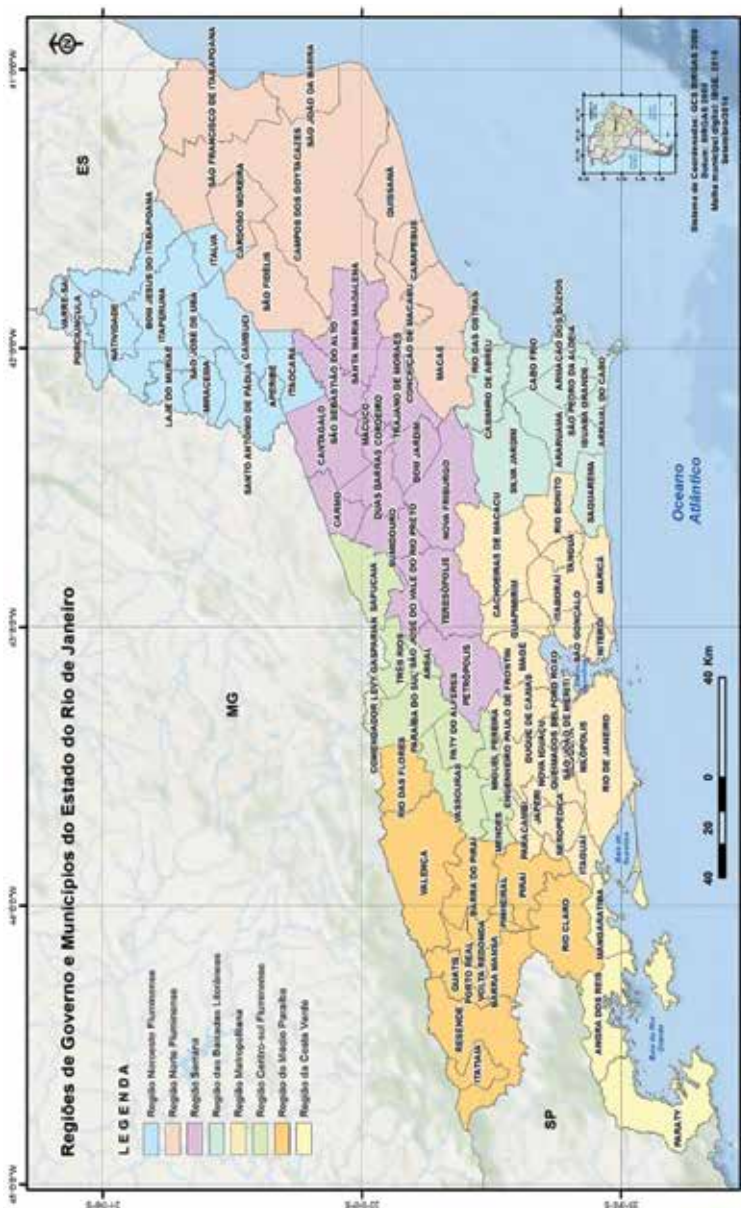 Regiões de Governo e Municípios do Estado do Rio de Janeiro
LEGENDA
Região Noroeste Fluminense
Região Norte Fluminense
Região Serrana
Região das Baixadas Litorâneas
Região Metropolitana
Região Centro-sul Fluminense
Região do Médio Paraíba
Região da Costa Verde
MG
ES
SP
VARRE-SAI
PORCIÚNCULA
NATIVIDADE
BOM JESUS DO ITABAPOANA
ITAPERUNA
LAJE DO MURIAÉ
SÃO JOSÉ DE UBÁ
MIRACEMA
ITALVA
SANTO ANTÔNIO DE PÁDUA
CAMBUCI
APERIBÉ
ITAOCARA
SÃO FRANCISCO DE ITABAPOANA
CARDOSO MOREIRA
CAMPOS DOS GOYTACAZES
SÃO JOÃO DA BARRA
SÃO FIDÉLIS
QUISSAMÃ
CARAPEBUS
CONCEIÇÃO DE MACABU
MACAÉ
CANTAGALO
SÃO SEBASTIÃO DO ALTO
SANTA MARIA MADALENA
CARMO
MACUCO
CORDEIRO
DUAS BARRAS
TRAJANO DE MORAES
SUMIDOURO
BOM JARDIM
SÃO JOSÉ DO VALE DO RIO PRETO
NOVA FRIBURGO
TERESÓPOLIS
PETRÓPOLIS
RIO DAS OSTRAS
CASIMIRO DE ABREU
SILVA JARDIM
CABO FRIO
ARARUAMA
ARMAÇÃO DOS BÚZIOS
SÃO PEDRO DA ALDEIA
IGUABA GRANDE
ARRAIAL DO CABO
SAQUAREMA
CACHOEIRAS DE MACACU
RIO BONITO
GUAPIMIRIM
ITABORAÍ
TANGUÁ
MARICÁ
SÃO GONÇALO
NITERÓI
MAGÉ
DUQUE DE CAXIAS
NOVA IGUAÇU
BELFORD ROXO
QUEIMADOS
SÃO JOÃO DE MERITI
NILÓPOLIS
RIO DE JANEIRO
JAPERI
PARACAMBI
SEROPÉDICA
ITAGUAÍ
SAPUCAIA
COMENDADOR LEVY GASPARIAN
TRÊS RIOS
PARAÍBA DO SUL
AREAL
PATY DO ALFERES
VASSOURAS
MIGUEL PEREIRA
ENGENHEIRO PAULO DE FRONTIN
MENDES
RIO DAS FLORES
VALENÇA
BARRA DO PIRAÍ
PINHEIRAL
PIRAÍ
RIO CLARO
QUATIS
PORTO REAL
VOLTA REDONDA
BARRA MANSA
RESENDE
ITATIAIA
MANGARATIBA
ANGRA DOS REIS
PARATY
Oceano
Atlântico
40 20 0 40 Km